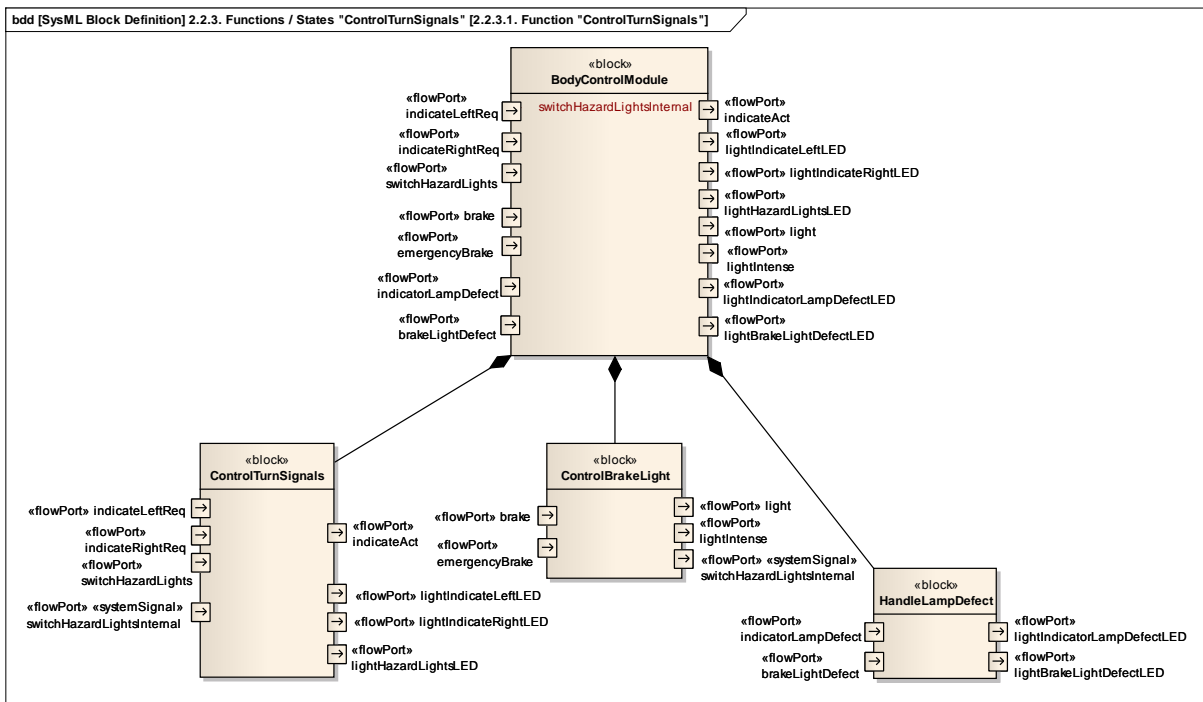 bdd [SysML Block Definition] 2.2.3. Functions / States "ControlTurnSignals" [2.2.3.1. Function "ControlTurnSignals"]
«block»
BodyControlModule
switchHazardLightsInternal
«flowPort»
indicateLeftReq
«flowPort»
indicateRightReq
«flowPort»
switchHazardLights
«flowPort» brake
«flowPort»
emergencyBrake
«flowPort»
indicatorLampDefect
«flowPort»
brakeLightDefect
«flowPort»
indicateAct
«flowPort»
lightIndicateLeftLED
«flowPort» lightIndicateRightLED
«flowPort»
lightHazardLightsLED
«flowPort» light
«flowPort»
lightIntense
«flowPort»
lightIndicatorLampDefectLED
«flowPort»
lightBrakeLightDefectLED
«block»
ControlTurnSignals
«flowPort» indicateLeftReq
«flowPort»
indicateRightReq
«flowPort»
switchHazardLights
«flowPort» «systemSignal»
switchHazardLightsInternal
«flowPort»
indicateAct
«flowPort» lightIndicateLeftLED
«flowPort» lightIndicateRightLED
«flowPort»
lightHazardLightsLED
«block»
ControlBrakeLight
«flowPort» brake
«flowPort»
emergencyBrake
«flowPort» light
«flowPort»
lightIntense
«flowPort» «systemSignal»
switchHazardLightsInternal
«block»
HandleLampDefect
«flowPort»
indicatorLampDefect
«flowPort»
brakeLightDefect
«flowPort»
lightIndicatorLampDefectLED
«flowPort»
lightBrakeLightDefectLED